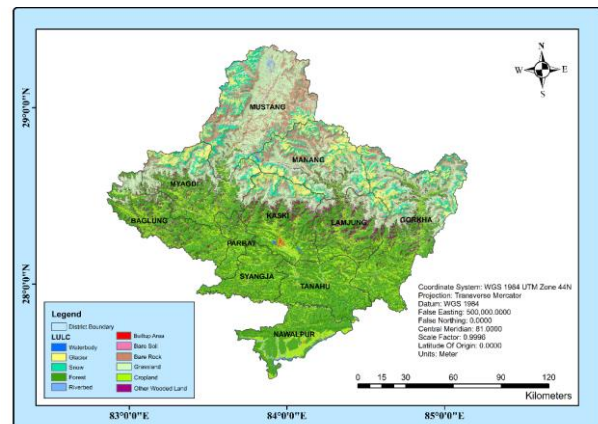 N
W E
S
29°0'0"N
28°0'0"N
MUSTANG
MANANG
MYAGDI
KASKI
LAMJUNG
GORKHA
BAGLUNG
PARBAT
SYANGJA
TANAHU
NAWALPUR
Coordinate System: WGS 1984 UTM Zone 44N
Projection: Transverse Mercator
Datum: WGS 1984
False Easting: 500,000.0000
False Northing: 0.0000
Central Meridian: 81.0000
Scale Factor: 0.9996
Latitude Of Origin: 0.0000
Units: Meter
Legend
District Boundary
LULC
Waterbody
Glacier
Snow
Forest
Riverbed
Builtup Area
Bare Soil
Bare Rock
Grassland
Cropland
Other Wooded Land
0 15 30 60 90 120
Kilometers
83°0'0"E 84°0'0"E 85°0'0"E